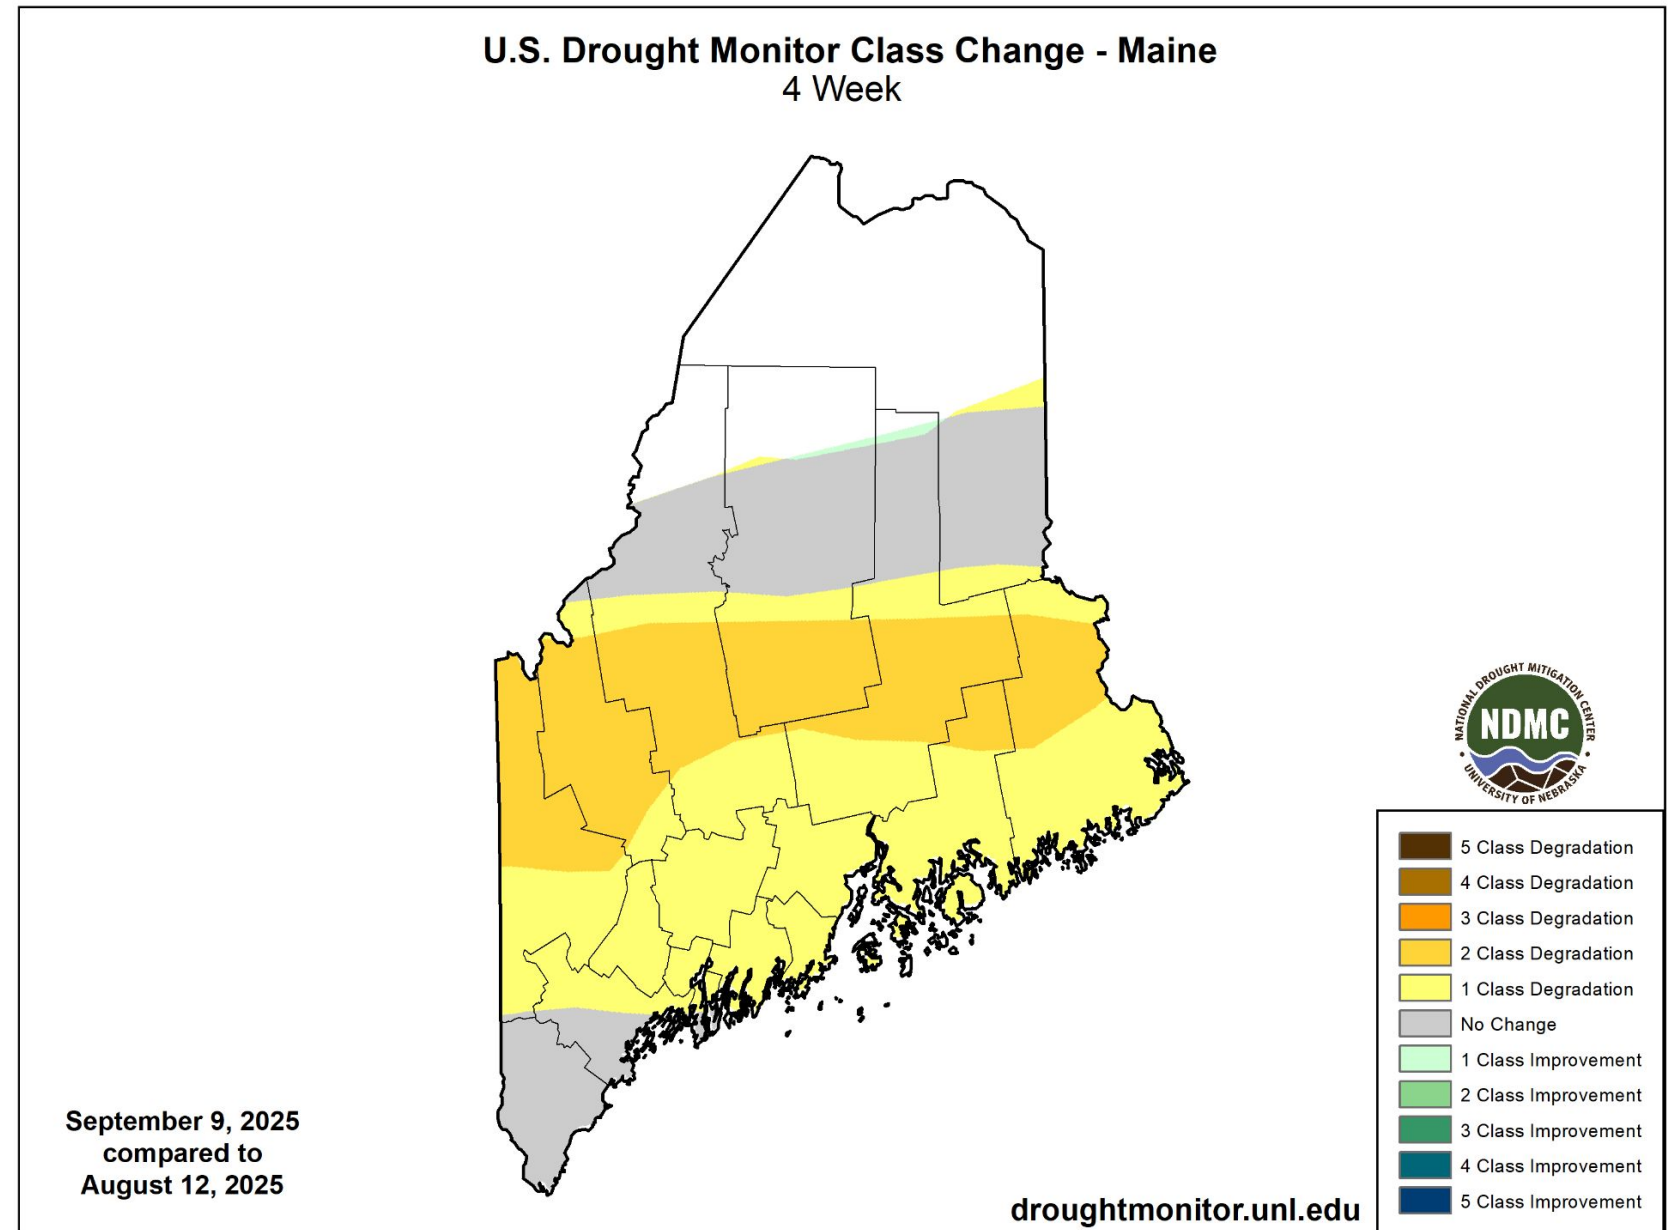 U.S. Drought Monitor Class Change - Maine
4 Week
NATIONAL DROUGHT MITIGATION CENTER
NDMC
UNIVERSITY OF NEBRASKA
5 Class Degradation
4 Class Degradation
3 Class Degradation
2 Class Degradation
1 Class Degradation
No Change
1 Class Improvement
2 Class Improvement
3 Class Improvement
4 Class Improvement
5 Class Improvement
September 9, 2025
compared to
August 12, 2025
droughtmonitor.unl.edu